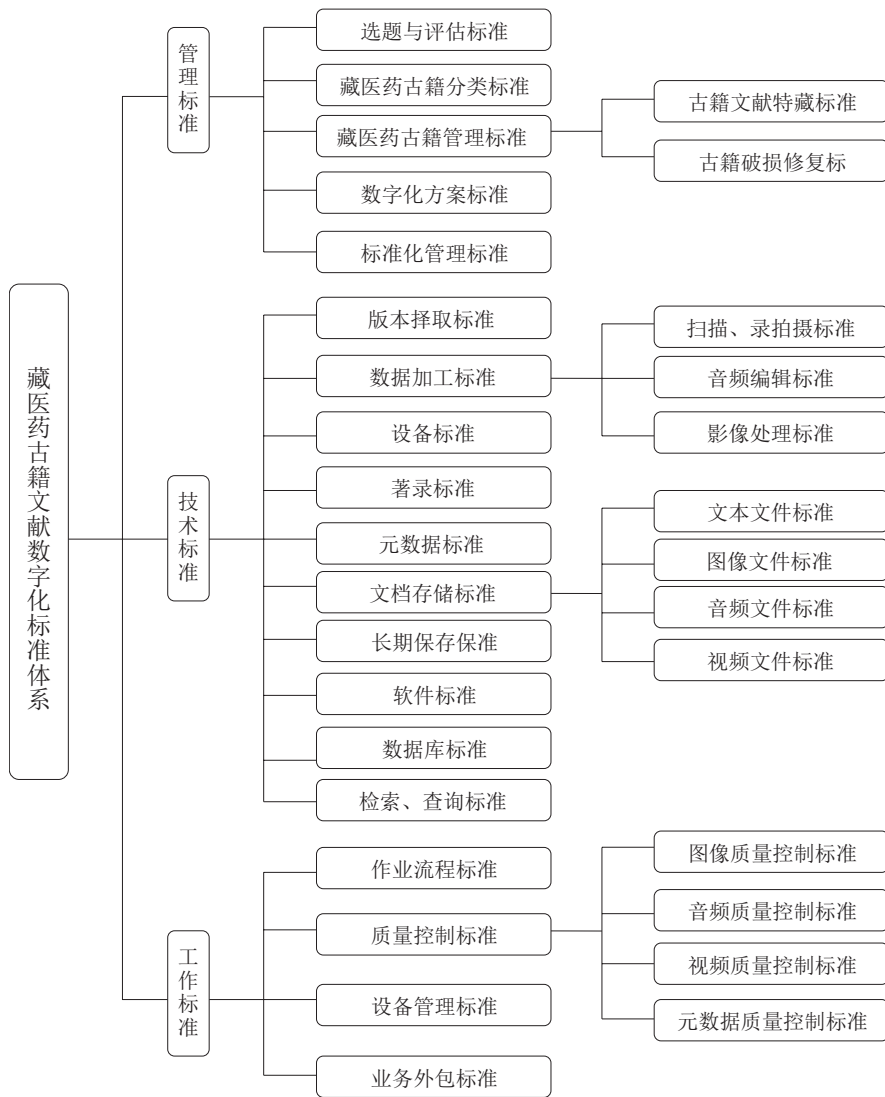 藏医药古籍文献数字化标准体系
管理标准
选题与评估标准
藏医药古籍分类标准
藏医药古籍管理标准
古籍文献特藏标准
古籍破损修复标
数字化方案标准
标准化管理标准
技术标准
版本择取标准
数据加工标准
扫描、录拍摄标准
音频编辑标准
影像处理标准
设备标准
著录标准
元数据标准
文档存储标准
文本文件标准
图像文件标准
音频文件标准
视频文件标准
长期保存保准
软件标准
数据库标准
检索、查询标准
工作标准
作业流程标准
质量控制标准
图像质量控制标准
音频质量控制标准
视频质量控制标准
元数据质量控制标准
设备管理标准
业务外包标准